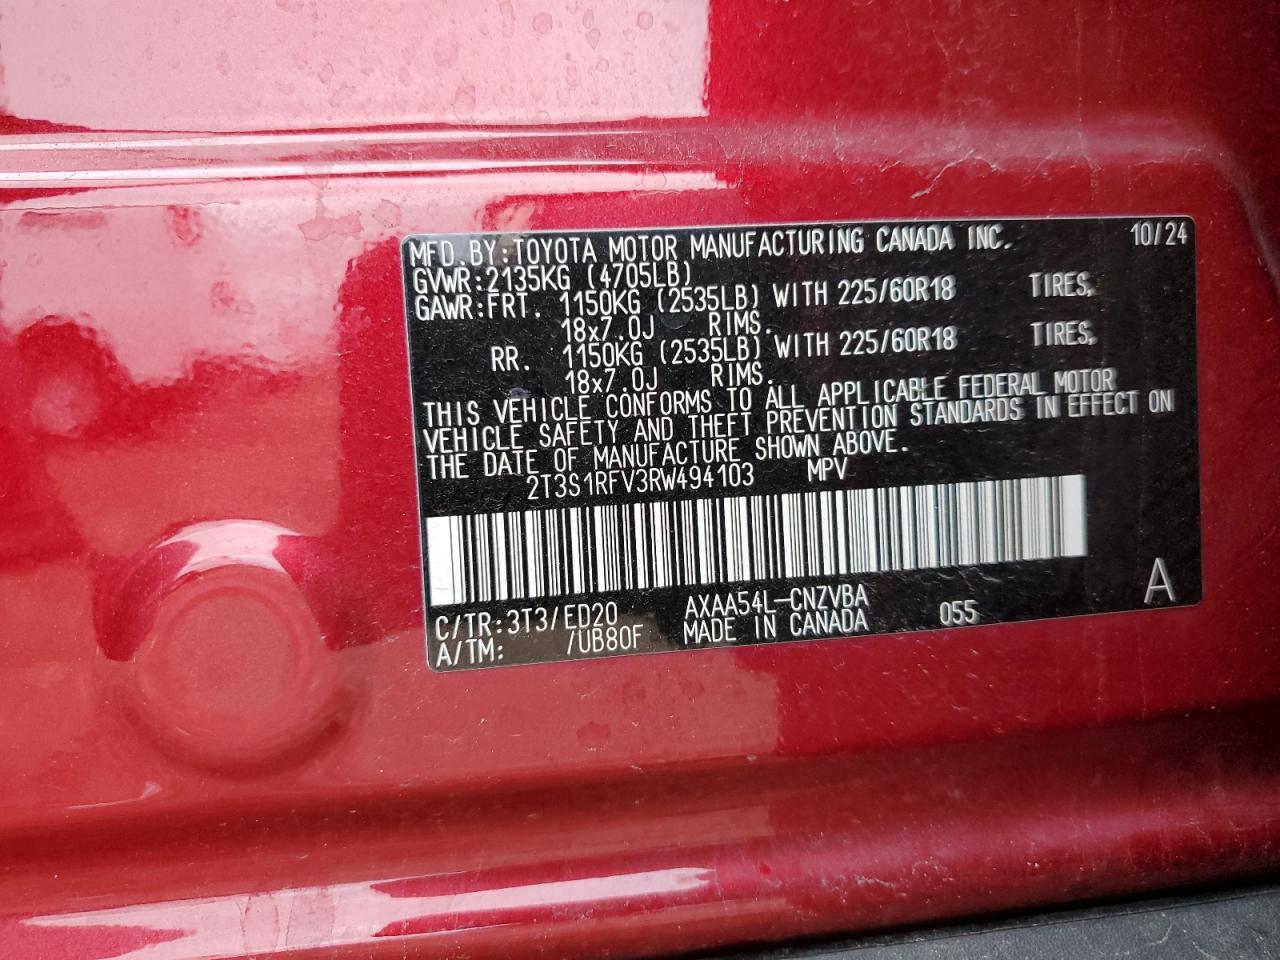 MFD. BY: TOYOTA MOTOR MANUFACTURING CANADA INC. 10/24
GVWR: 2135KG (4705LB)
GAWR: FRT. 1150KG (2535LB) WITH 225/60R18 TIRES,
18x7.0J RIMS.
RR. 1150KG (2535LB) WITH 225/60R18 TIRES,
18x7.0J RIMS.
THIS VEHICLE CONFORMS TO ALL APPLICABLE FEDERAL MOTOR
VEHICLE SAFETY AND THEFT PREVENTION STANDARDS IN EFFECT ON
THE DATE OF MANUFACTURE SHOWN ABOVE.
2T3S1RFV3RW494103 MPV
C/TR: 3T3/ED20 AXAA54L-CNZVBA 055 A
A/TM: /UB80F MADE IN CANADA